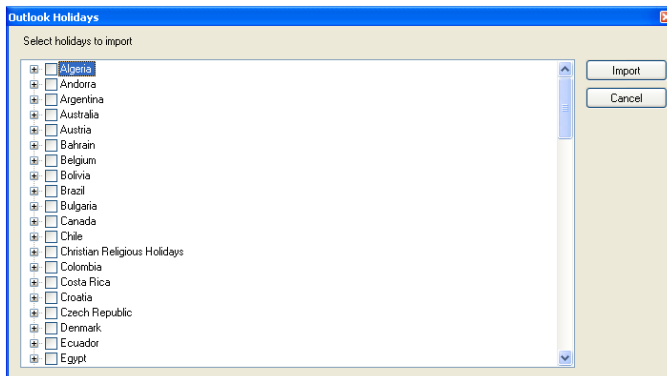 Outlook Holidays
Select holidays to import
Algeria
Andorra
Argentina
Australia
Austria
Bahrain
Belgium
Bolivia
Brazil
Bulgaria
Canada
Chile
Christian Religious Holidays
Colombia
Costa Rica
Croatia
Czech Republic
Denmark
Ecuador
Egypt
Import
Cancel